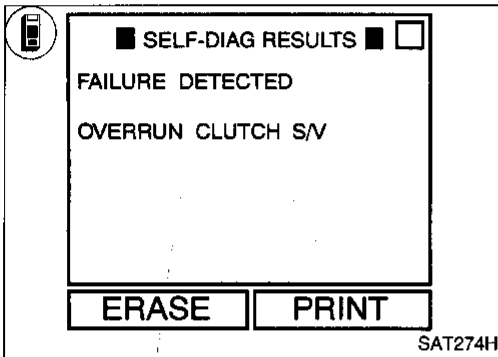 ■ SELF-DIAG RESULTS ■ □
FAILURE DETECTED
OVERRUN CLUTCH S/V
ERASE PRINT
SAT274H